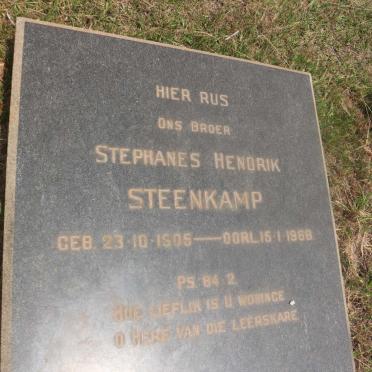 HIER RUS
ONS BROER
STEPHANES HENDRIK
STEENKAMP
GEB. 23·10·1905 — OORL. 15·1·1968
PS. 84·2.
HOE LIEFLIK IS U WONINGE
O HERE VAN DIE LEËRSKARE